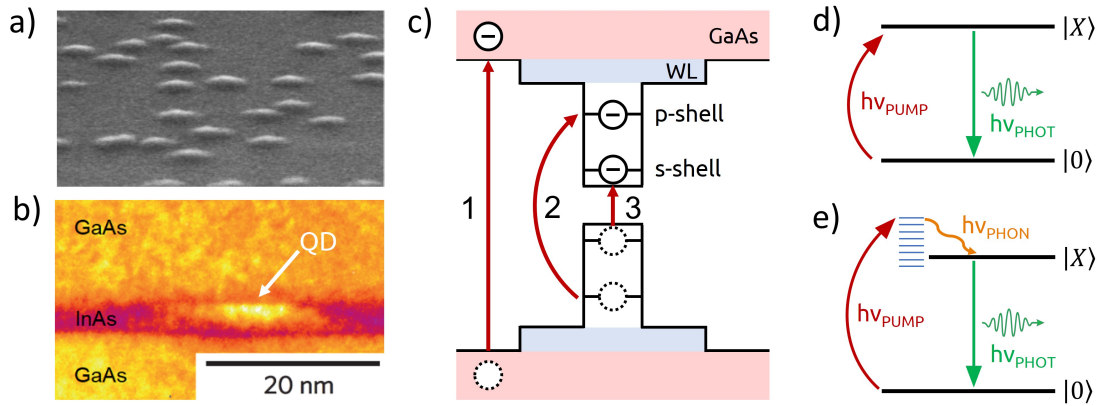 a)
b)
GaAs
QD
InAs
GaAs
20 nm
c)
GaAs
WL
p-shell
s-shell
1
2
3
d)
|X⟩
hνPUMP
hνPHOT
|0⟩
e)
hνPHON
|X⟩
hνPUMP
hνPHOT
|0⟩